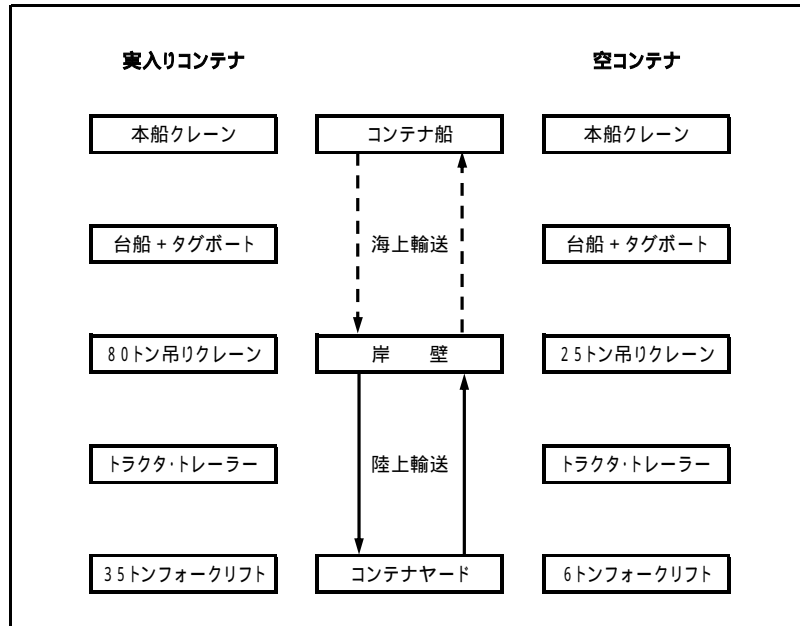 実入りコンテナ
空コンテナ
本船クレーン
コンテナ船
本船クレーン
台船+タグボート
海上輸送
台船+タグボート
80トン吊りクレーン
岸 壁
25トン吊りクレーン
トラクタ・トレーラー
陸上輸送
トラクタ・トレーラー
35トンフォークリフト
コンテナヤード
6トンフォークリフト